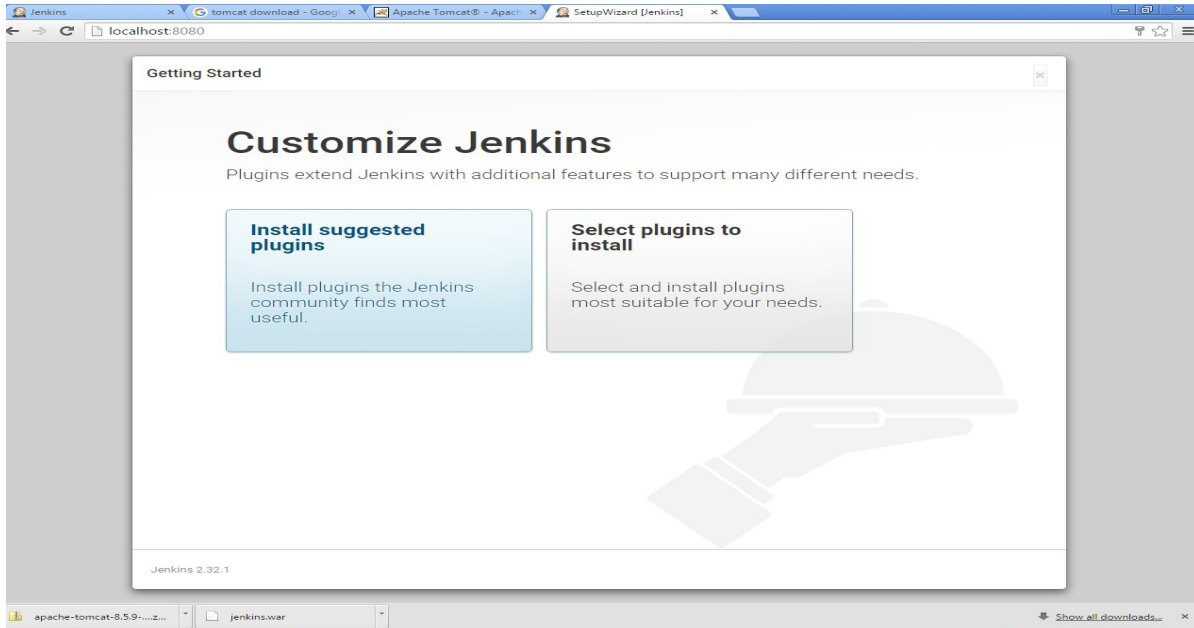 Jenkins
tomcat download - Googl
Apache Tomcat® - Apach
SetupWizard [Jenkins]
localhost:8080
Getting Started
Customize Jenkins
Plugins extend Jenkins with additional features to support many different needs.
Install suggested
plugins
Install plugins the Jenkins
community finds most
useful.
Select plugins to
install
Select and install plugins
most suitable for your needs.
Jenkins 2.32.1
apache-tomcat-8.5.9-....z...
jenkins.war
Show all downloads...